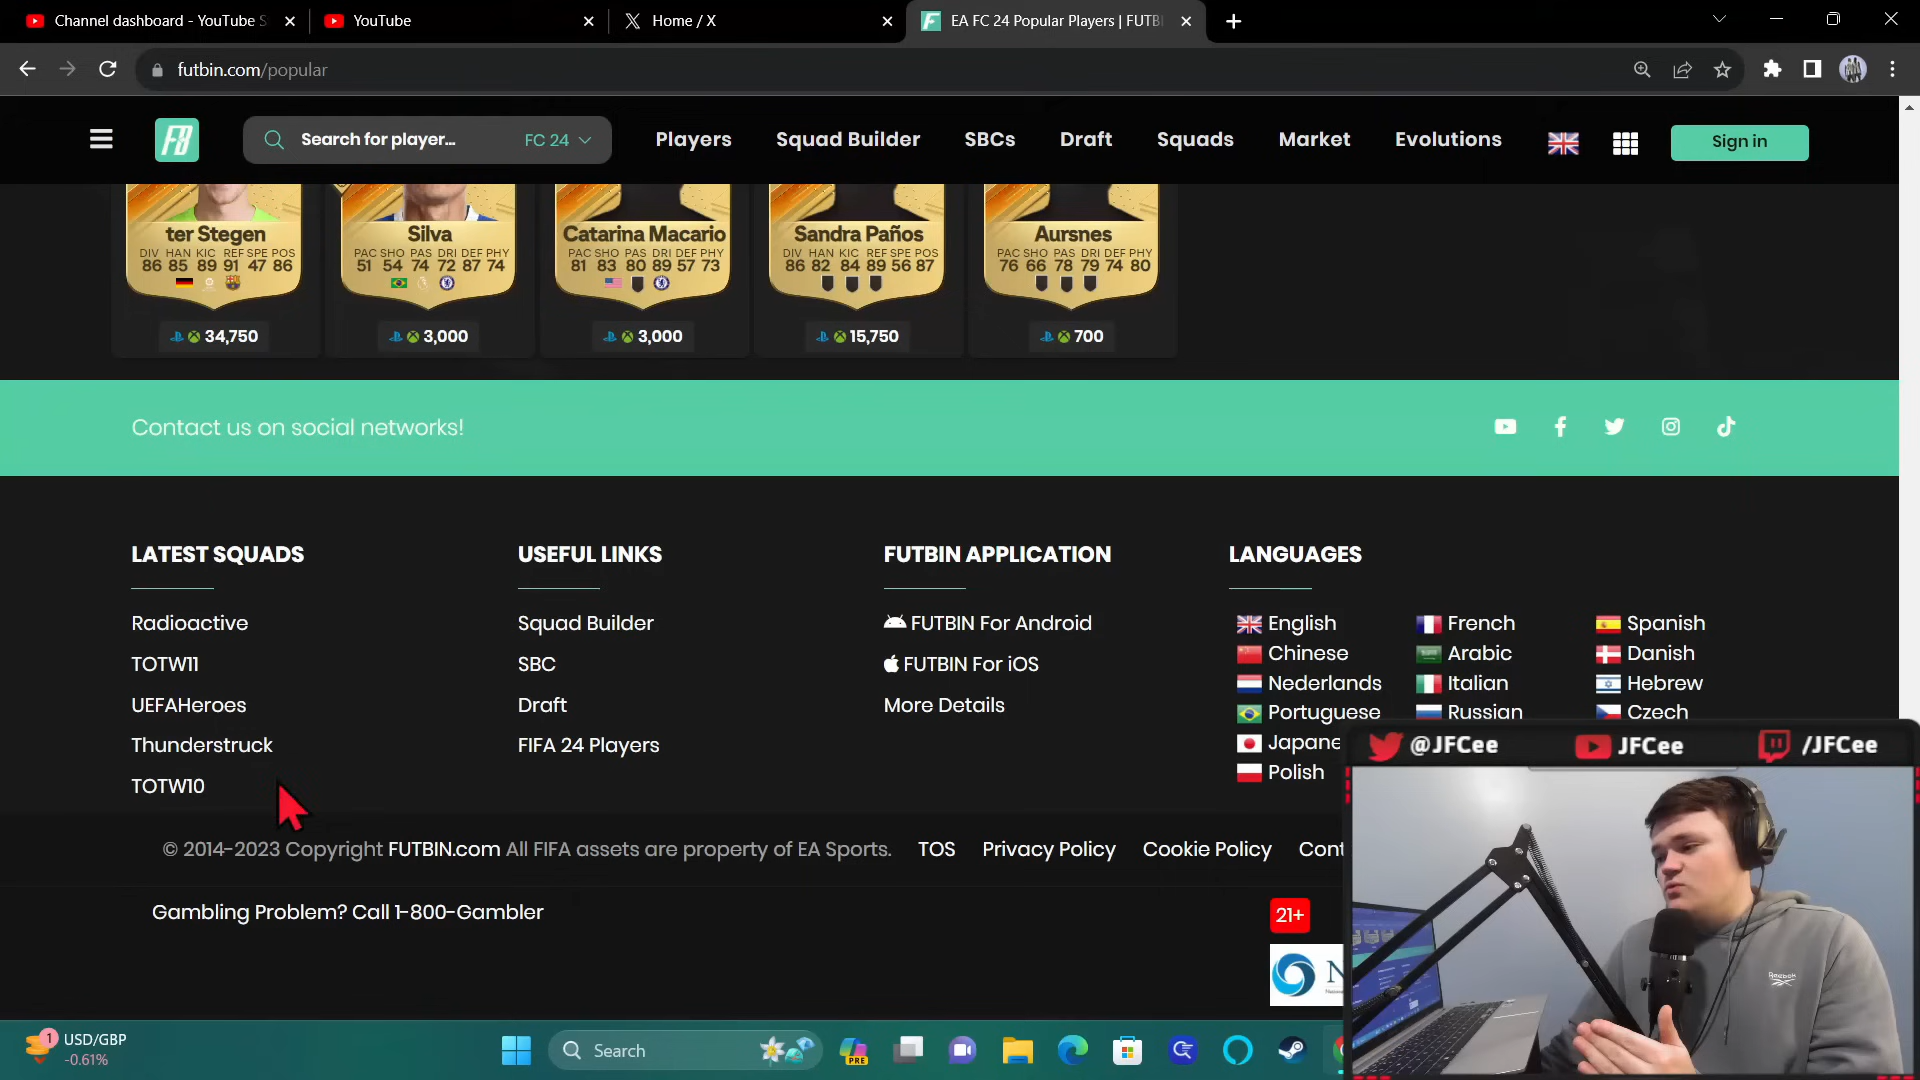 Channel dashboard - YouTube S
YouTube
Home / X
EA FC 24 Popular Players | FUTB
futbin.com/popular
Search for player...
FC 24
Players
Squad Builder
SBCs
Draft
Squads
Market
Evolutions
Sign in
ter Stegen
DIV HAN KIC REF SPE POS
86 85 89 91 47 86
34,750
Silva
PAC SHO PAS DRI DEF PHY
51 54 74 72 87 74
3,000
Catarina Macario
PAC SHO PAS DRI DEF PHY
81 83 80 89 57 73
3,000
Sandra Paños
DIV HAN KIC REF SPE POS
86 82 84 89 56 87
15,750
Aursnes
PAC SHO PAS DRI DEF PHY
76 66 78 79 74 80
700
Contact us on social networks!
LATEST SQUADS
Radioactive
TOTW11
UEFAHeroes
Thunderstruck
TOTW10
USEFUL LINKS
Squad Builder
SBC
Draft
FIFA 24 Players
FUTBIN APPLICATION
FUTBIN For Android
FUTBIN For iOS
More Details
LANGUAGES
English
French
Spanish
Chinese
Arabic
Danish
Nederlands
Italian
Hebrew
Portuguese
Russian
Czech
Japane
Polish
@JFCee
JFCee
/JFCee
© 2014-2023 Copyright FUTBIN.com All FIFA assets are property of EA Sports.
TOS
Privacy Policy
Cookie Policy
Cont
Gambling Problem? Call 1-800-Gambler
21+
N
Reebok
1
USD/GBP
-0.61%
Search
PRE